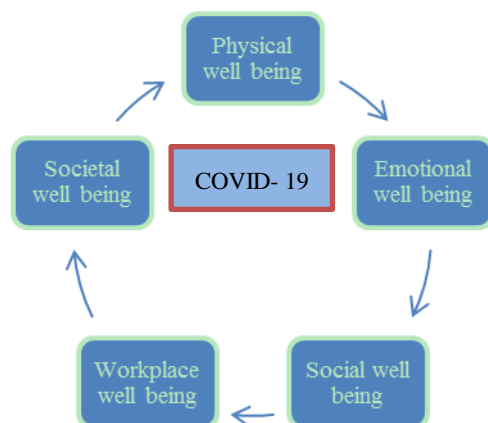 Physical
well being
Societal
well being
COVID- 19
Emotional
well being
Workplace
well being
Social well
being